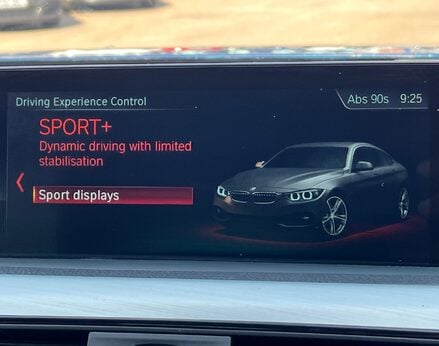 Driving Experience Control
Abs 90s 9:25
SPORT+
Dynamic driving with limited
stabilisation
Sport displays